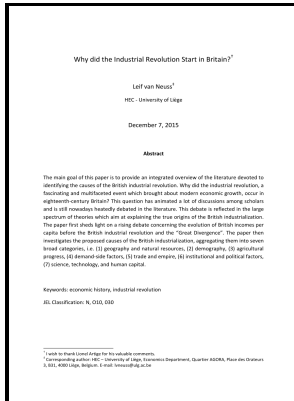 Why did the Industrial Revolution Start in Britain?†
Leif van Neuss†
HEC - University of Liège
December 7, 2015
Abstract
The main goal of this paper is to provide an integrated overview of the literature devoted to
identifying the causes of the British industrial revolution. Why did the industrial revolution, a
fascinating and multifaceted event which brought about modern economic growth, occur in
eighteenth-century Britain? This question has animated a lot of discussions among scholars
and is still nowadays heatedly debated in the literature. This debate is reflected in the large
spectrum of theories which aim at explaining the true origins of the British industrialization.
The paper first sheds light on a rising debate concerning the evolution of British incomes per
capita before the British industrial revolution and the "Great Divergence". The paper then
investigates the proposed causes of the British industrialization, aggregating them into seven
broad categories, i.e. (1) geography and natural resources, (2) demography, (3) agricultural
progress, (4) demand-side factors, (5) trade and empire, (6) institutional and political factors,
(7) science, technology, and human capital.
Keywords: economic history, industrial revolution
JEL Classification: N, O10, 030
† I wish to thank Lionel Artige for his valuable comments.
† Corresponding author: HEC – University of Liège, Economics Department, Quartier AGORA, Place des Orateurs
3, B31, 4000 Liège, Belgium. E-mail: lvneuss@ulg.ac.be